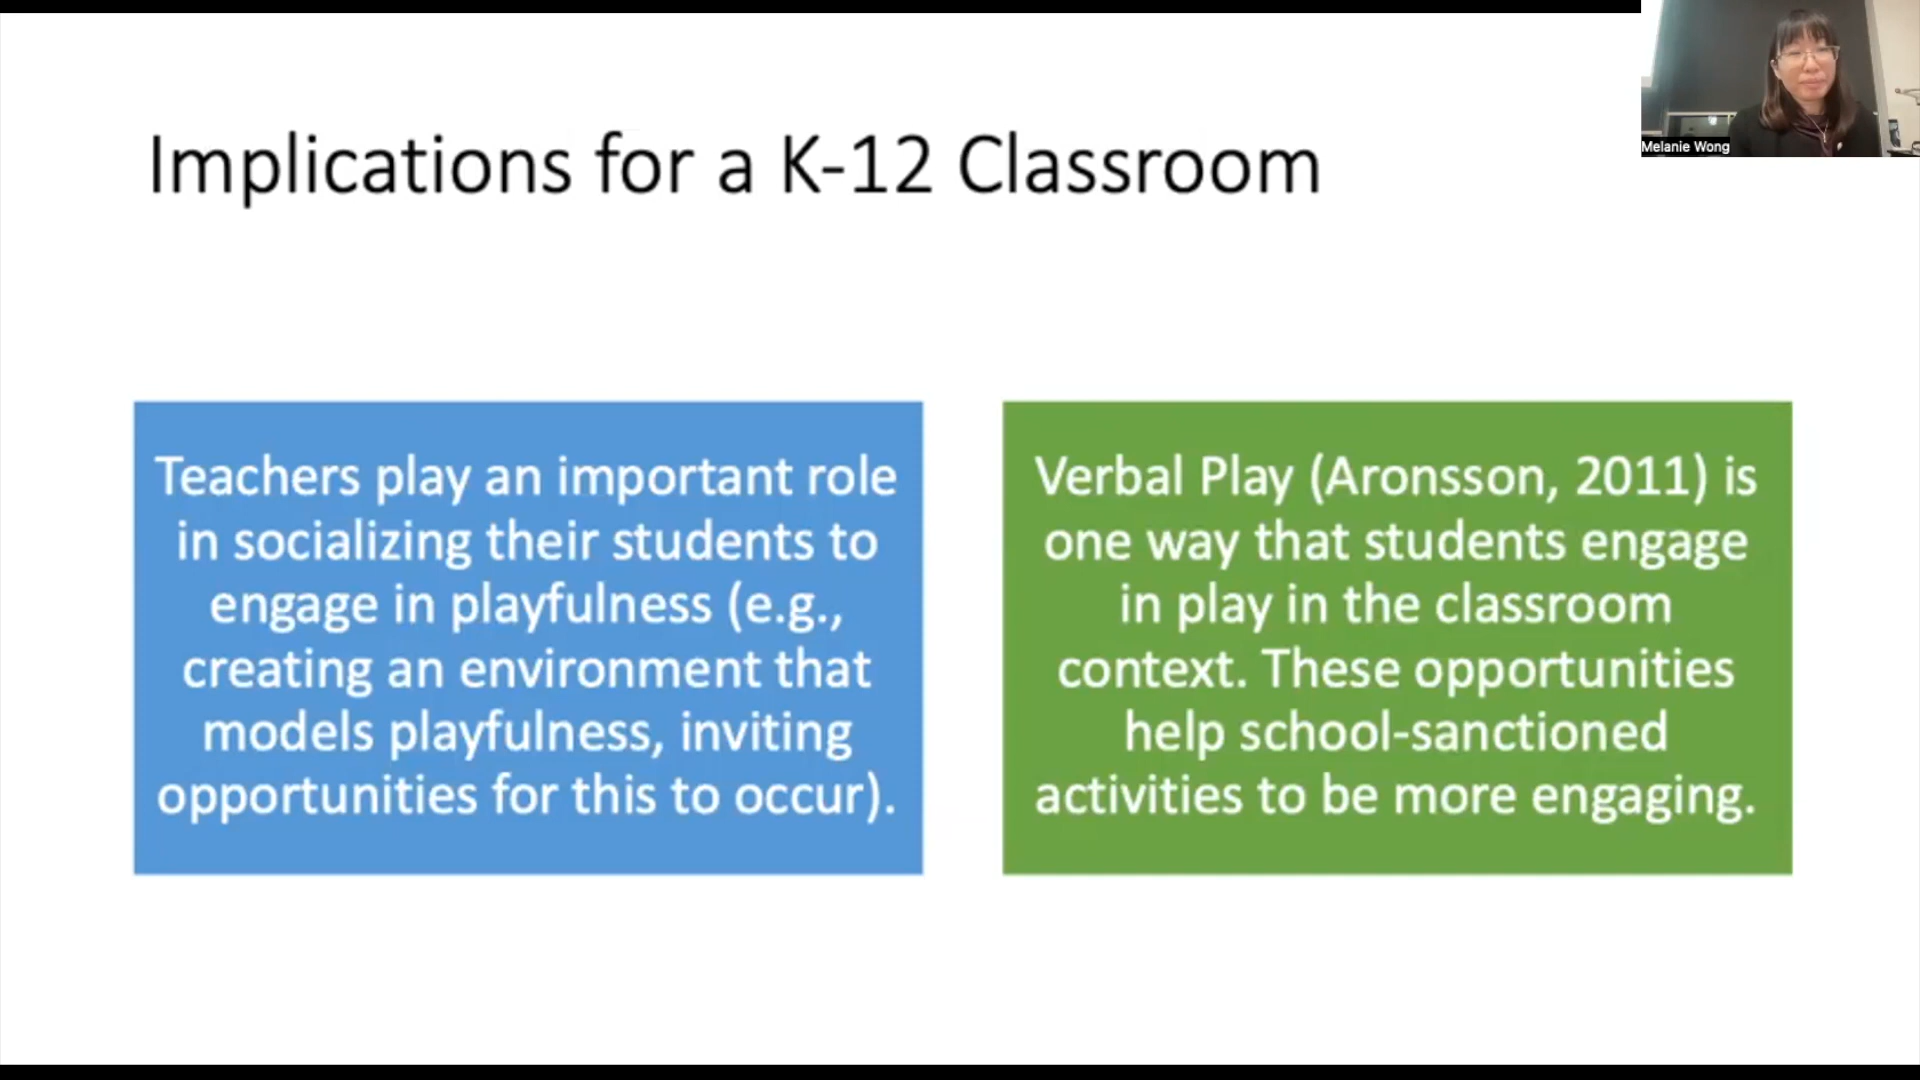 Melanie Wong
Implications for a K-12 Classroom
Teachers play an important role
in socializing their students to
engage in playfulness (e.g.,
creating an environment that
models playfulness, inviting
opportunities for this to occur).
Verbal Play (Aronsson, 2011) is
one way that students engage
in play in the classroom
context. These opportunities
help school-sanctioned
activities to be more engaging.